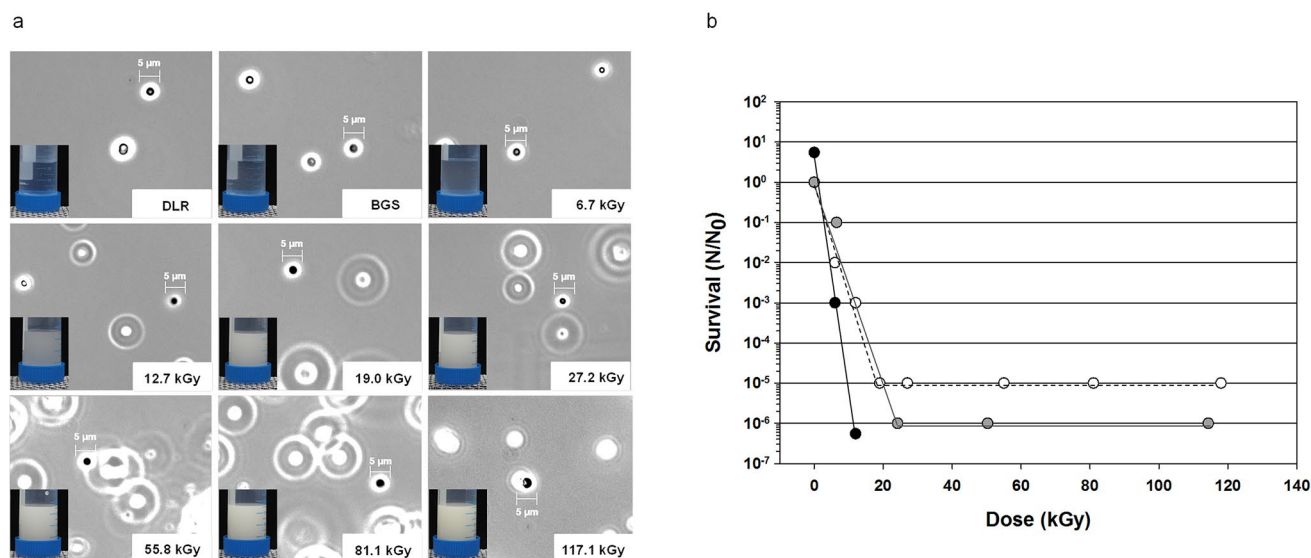 a
b
5 µm
5 µm
5 µm
DLR
BGS
6.7 kGy
5 µm
5 µm
5 µm
12.7 kGy
19.0 kGy
27.2 kGy
5 µm
5 µm
5 µm
55.8 kGy
81.1 kGy
117.1 kGy
Survival (N/N₀)
10²
10¹
10⁰
10⁻¹
10⁻²
10⁻³
10⁻⁴
10⁻⁵
10⁻⁶
10⁻⁷
0 20 40 60 80 100 120 140
Dose (kGy)